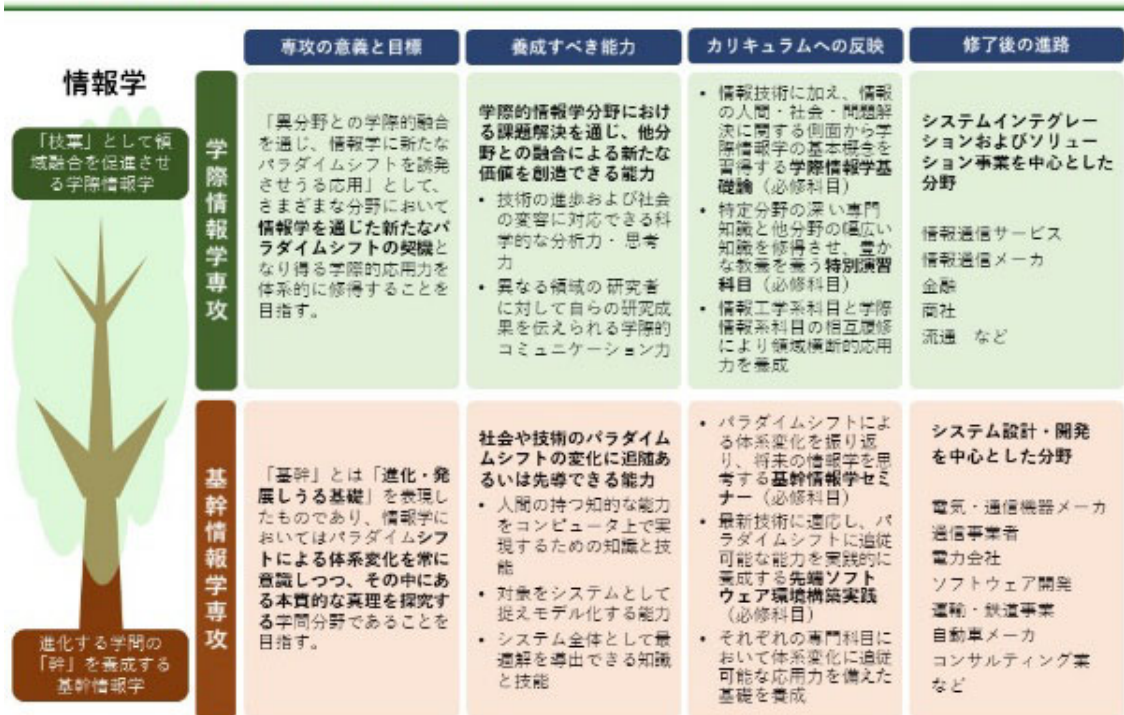 専攻の意義と目標
養成すべき能力
カリキュラムへの反映
修了後の進路
情報学
「枝葉」として領
域融合を促進させ
る学際情報学
学際情報学専攻
「異分野との学際的融合
を通じ、情報学に新たな
パラダイムシフトを誘発
させうる応用」として、
さまざまな分野において
情報学を通じた新たなパ
ラダイムシフトの契機と
なり得る学際的応用力を
体系的に修得することを
目指す。
学際的情報学分野におけ
る課題解決を通じ、他分
野との融合による新たな
価値を創造できる能力
• 技術の進歩および社会
の変容に対応できる科
学的な分析力・思考
力
• 異なる領域の研究者
に対して自らの研究成
果を伝えられる学際的
コミュニケーション力
• 情報技術に加え、情報
の人間・社会・問題解
決に関する側面から学
際情報学の基本概念を
習得する学際情報学基
礎論（必修科目）
• 特定分野の深い専門
知識と他分野の幅広い
知識を修得させ、豊か
な教養を養う特別演習
科目（必修科目）
• 情報工学系科目と学際
情報系科目の相互履修
により領域横断的応用
力を養成
システムインテグレー
ションおよびソリュー
ション事業を中心とした
分野
情報通信サービス
情報通信メーカ
金融
商社
流通　など
進化する学問の
「幹」を養成する
基幹情報学
基幹情報学専攻
「基幹」とは「進化・発
展しうる基礎」を表現し
たものであり、情報学に
おいてはパラダイムシフ
トによる体系変化を常に
意識しつつ、その中にあ
る本質的な真理を探究す
る学問分野であることを
目指す。
社会や技術のパラダイ
ムシフトの変化に追随あ
るいは先導できる能力
• 人間の持つ知的な能力
をコンピュータ上で実
現するための知識と技
能
• 対象をシステムとして
捉えモデル化する能力
• システム全体として最
適解を導出できる知識
と技能
• パラダイムシフトによ
る体系変化を振り返
り、将来の情報学を思
考する基幹情報学セミ
ナー（必修科目）
• 最新技術に適応し、パ
ラダイムシフトに追従
可能な能力を実践的に
養成する先端ソフト
ウェア環境構築実践
（必修科目）
• それぞれの専門科目に
おいて体系変化に追従
可能な応用力を備えた
基礎を養成
システム設計・開発
を中心とした分野
電気・通信機器メーカ
通信事業者
電力会社
ソフトウェア開発
運輸・鉄道事業
自動車メーカ
コンサルティング業
など